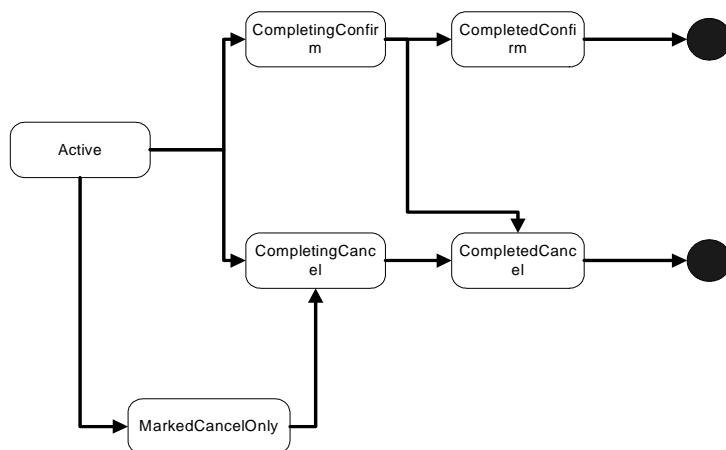 CompletingConfir
m
CompletedConfi
rm
Active
CompletingCanc
el
CompletedCanc
el
MarkedCancelOnly